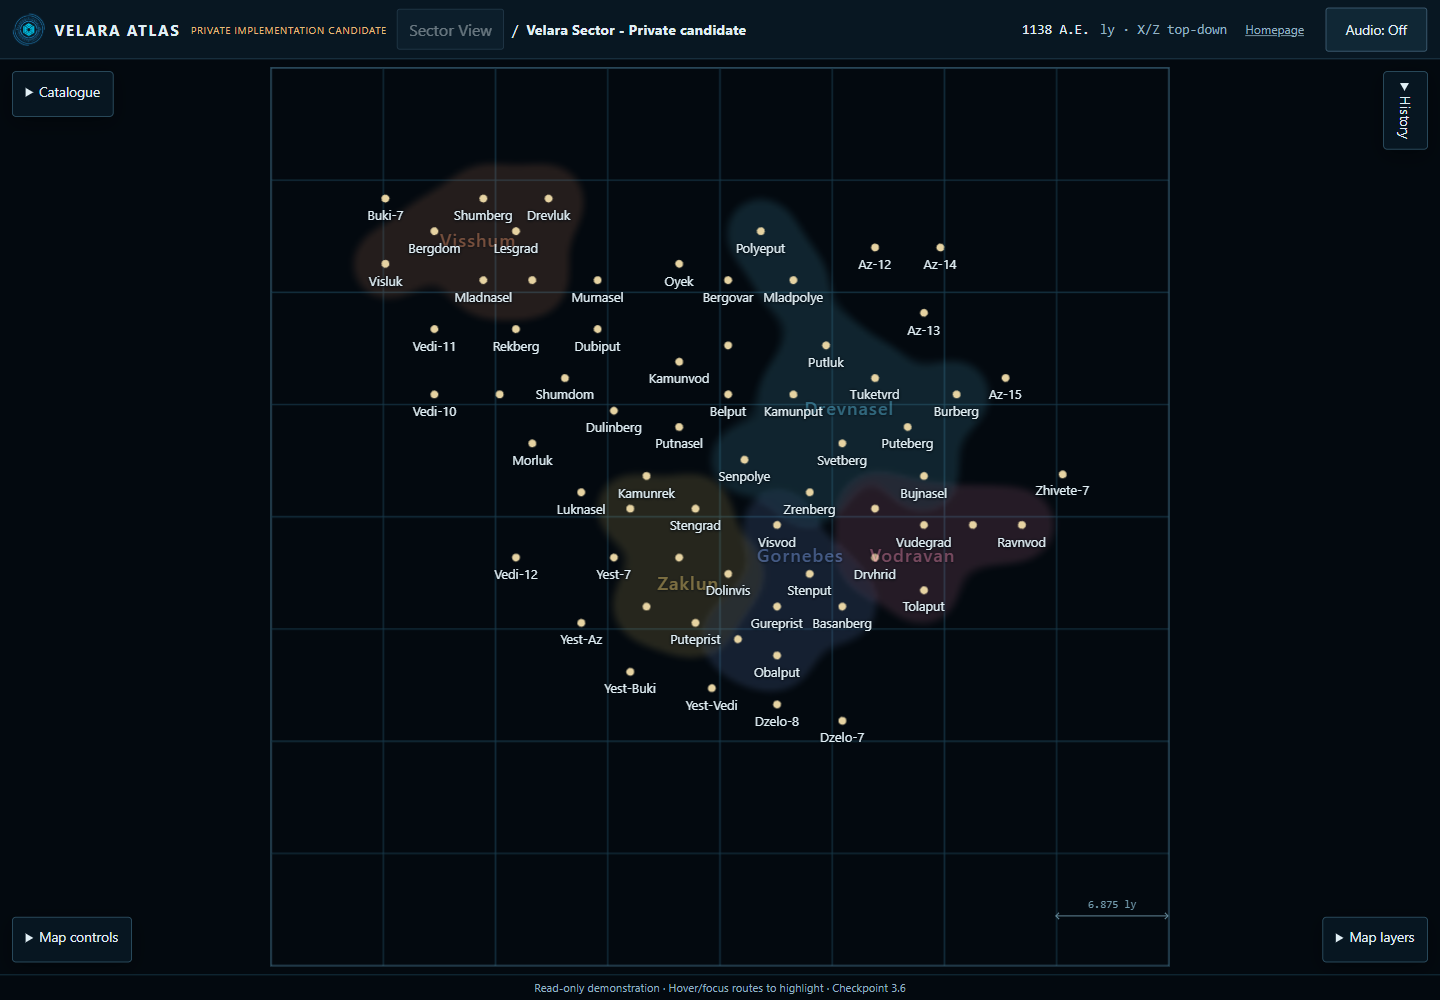 VELARA ATLAS PRIVATE IMPLEMENTATION CANDIDATE Sector View / Velara Sector - Private candidate 1138 A.E. ly · X/Z top-down Homepage Audio: Off
▶ Catalogue
▼ History
Buki-7 Shumberg Drevluk
Visshum
Bergdom Lesgrad Polyeput
Az-12 Az-14
Visluk Oyek
Mladnasel Murnasel Bergovar Mladpolye
Az-13
Vedi-11 Rekberg Dubiput
Putluk
Kamunvod
Shumdom Tuketvrd Az-15
Drevnasel
Vedi-10 Belput Kamunput Burberg
Dulinberg
Putnasel Puteberg
Morluk Svetberg
Senpolye
Zhivete-7
Kamunrek Bujnasel
Luknasel Zrenberg
Stengrad
Visvod Vudegrad Ravnvod
Gornebes Vodravan
Vedi-12 Yest-7 Drvhrid
Zaklun
Dolinvis Stenput
Tolaput
Gureprist Basanberg
Yest-Az Puteprist
Obalput
Yest-Buki
Yest-Vedi
Dzelo-8
Dzelo-7
6.875 ly
▶ Map controls
▶ Map layers
Read-only demonstration · Hover/focus routes to highlight · Checkpoint 3.6